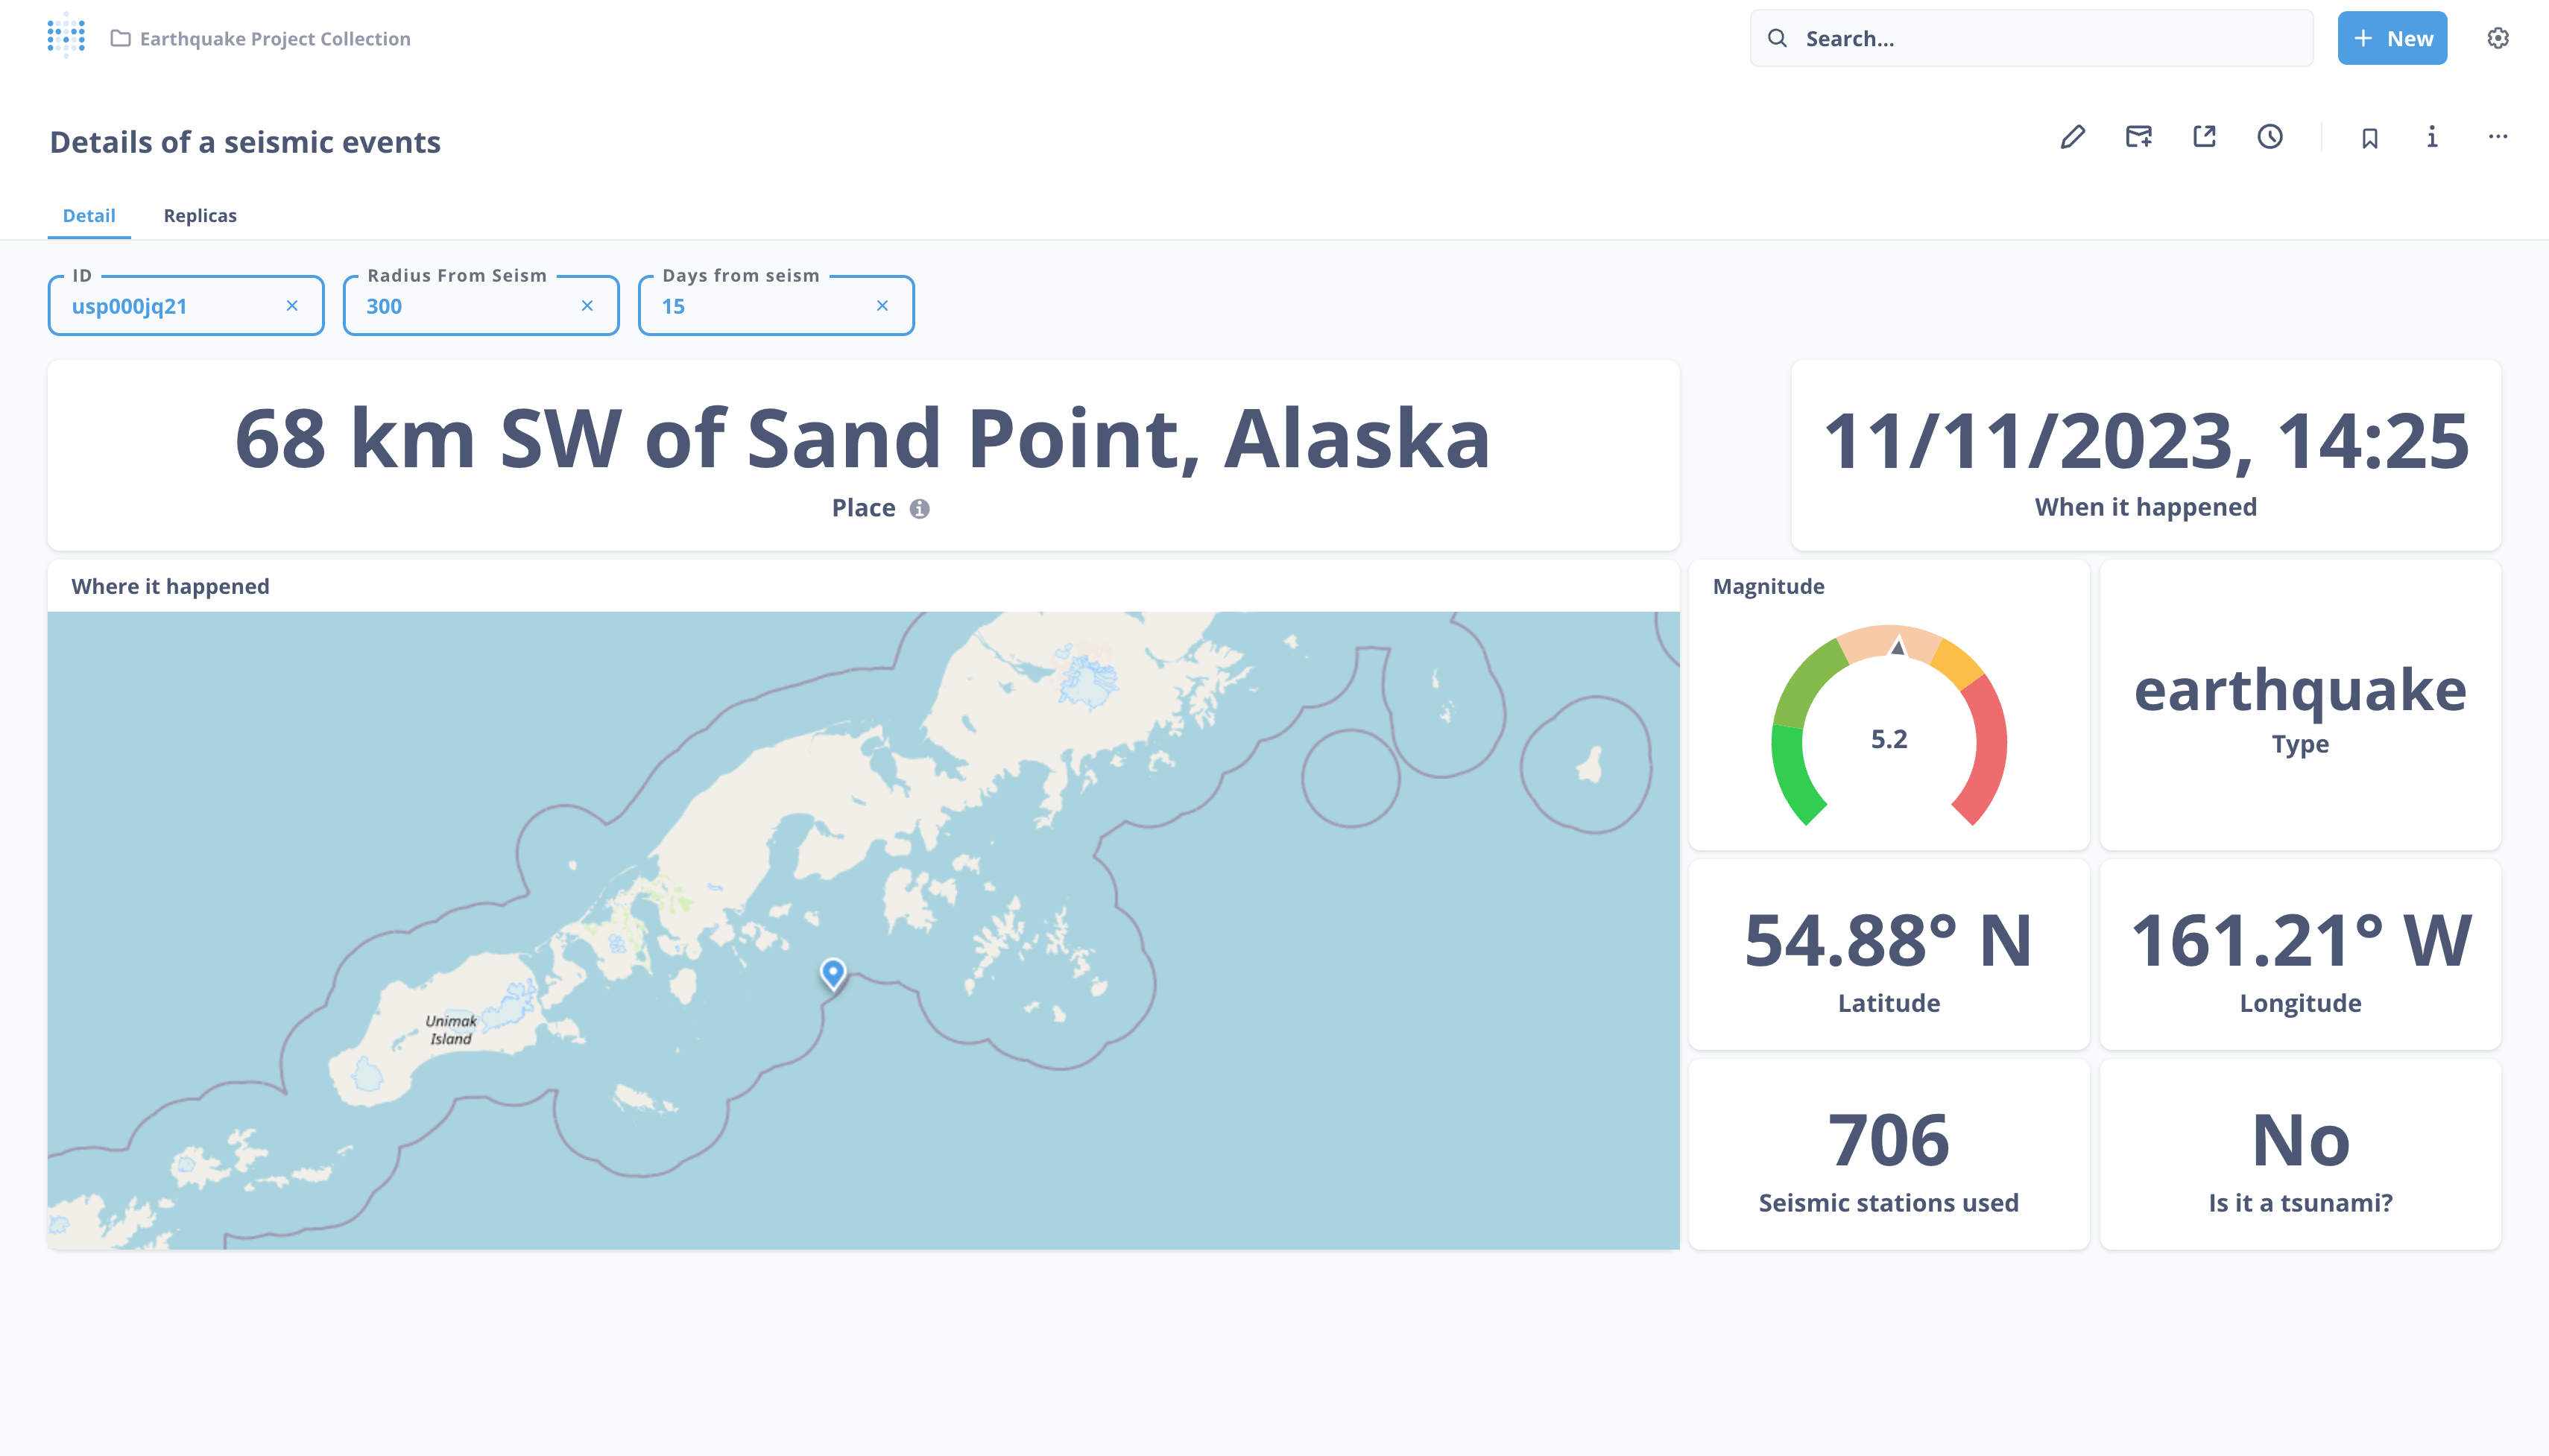 Earthquake Project Collection
Search...
New
Details of a seismic events
Detail
Replicas
ID
usp000jq21
Radius From Seism
300
Days from seism
15
68 km SW of Sand Point, Alaska
Place
11/11/2023, 14:25
When it happened
Where it happened
Unimak
Island
Magnitude
5.2
earthquake
Type
54.88° N
Latitude
161.21° W
Longitude
706
Seismic stations used
No
Is it a tsunami?